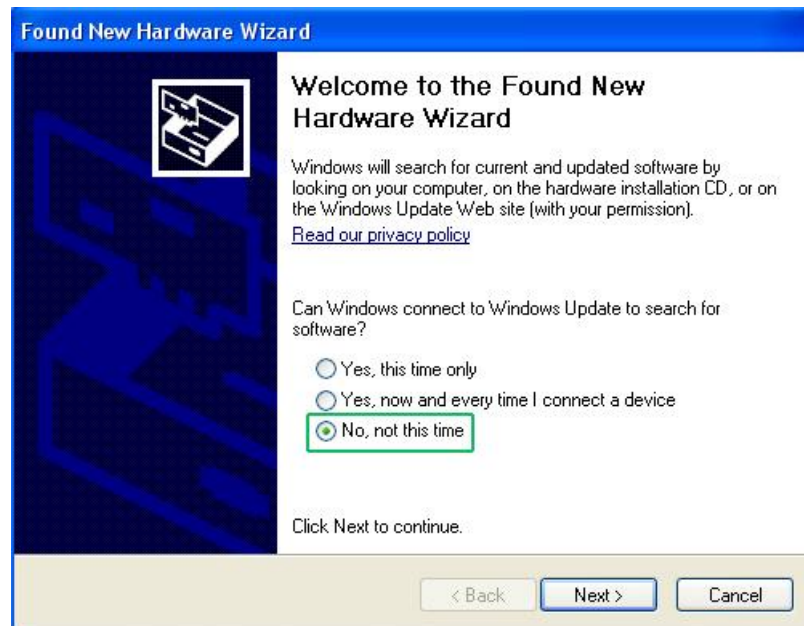 Found New Hardware Wizard
Welcome to the Found New
Hardware Wizard
Windows will search for current and updated software by
looking on your computer, on the hardware installation CD, or on
the Windows Update Web site (with your permission).
Read our privacy policy
Can Windows connect to Windows Update to search for
software?
Yes, this time only
Yes, now and every time I connect a device
No, not this time
Click Next to continue.
< Back
Next >
Cancel